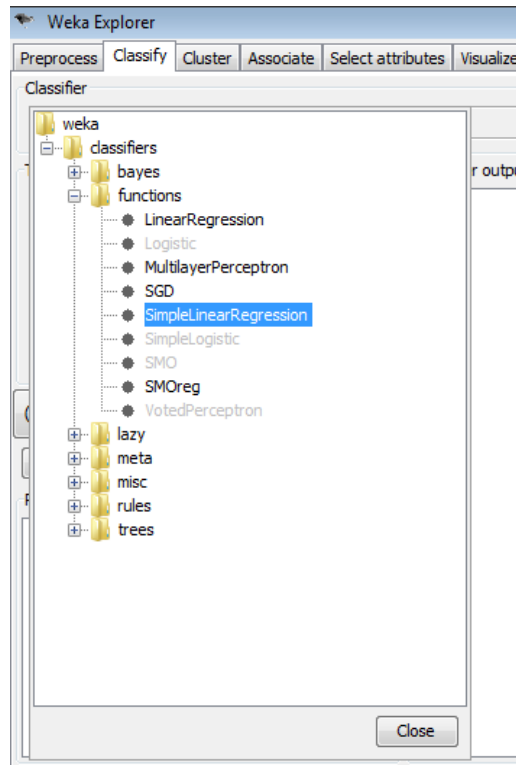 Weka Explorer
Preprocess Classify Cluster Associate Select attributes Visualize
Classifier
weka
classifiers
bayes
r outpu
functions
LinearRegression
Logistic
MultilayerPerceptron
SGD
SimpleLinearRegression
SimpleLogistic
SMO
SMOreg
VotedPerceptron
lazy
meta
misc
rules
trees
Close